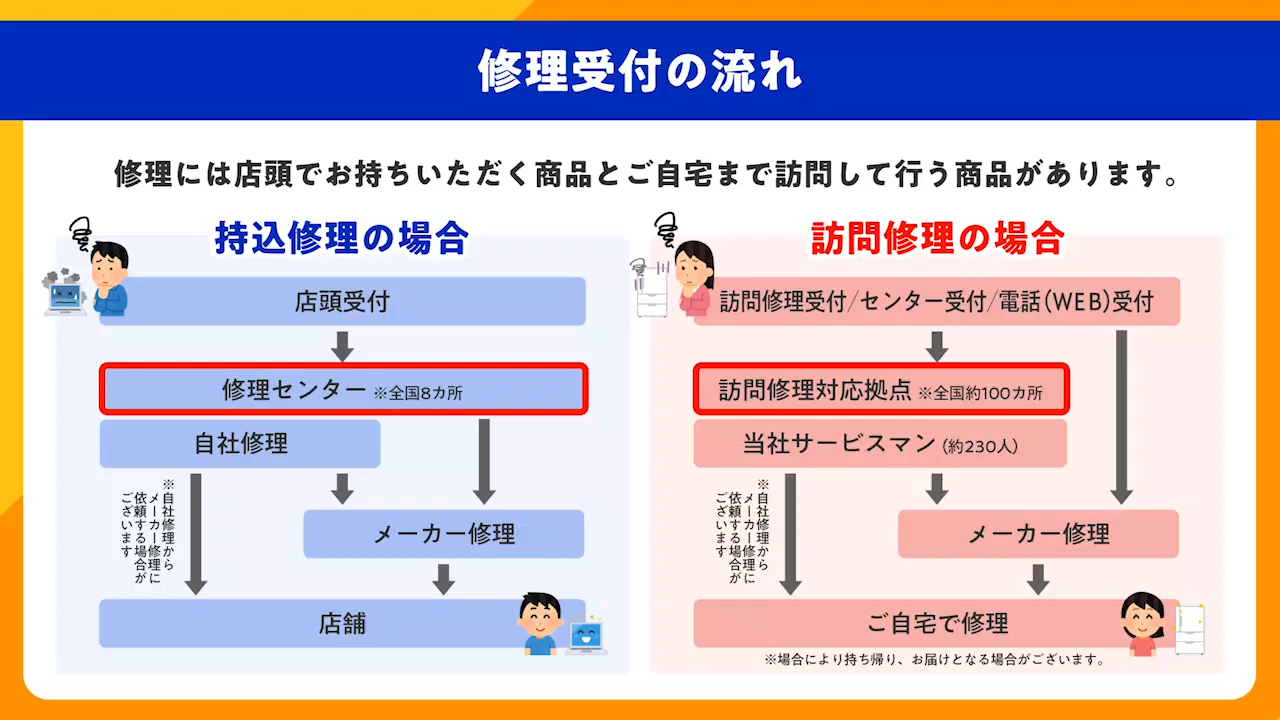 修理受付の流れ
修理には店頭でお持ちいただく商品とご自宅まで訪問して行う商品があります。
持込修理の場合
店頭受付
修理センター ※全国8カ所
自社修理
※自社修理から
メーカー修理に
依頼する場合が
ございます
メーカー修理
店舗
訪問修理の場合
訪問修理受付/センター受付/電話(WEB)受付
訪問修理対応拠点 ※全国約100カ所
当社サービスマン (約230人)
※自社修理から
メーカー修理に
依頼する場合が
ございます
メーカー修理
ご自宅で修理
※場合により持ち帰り、お届けとなる場合がございます。